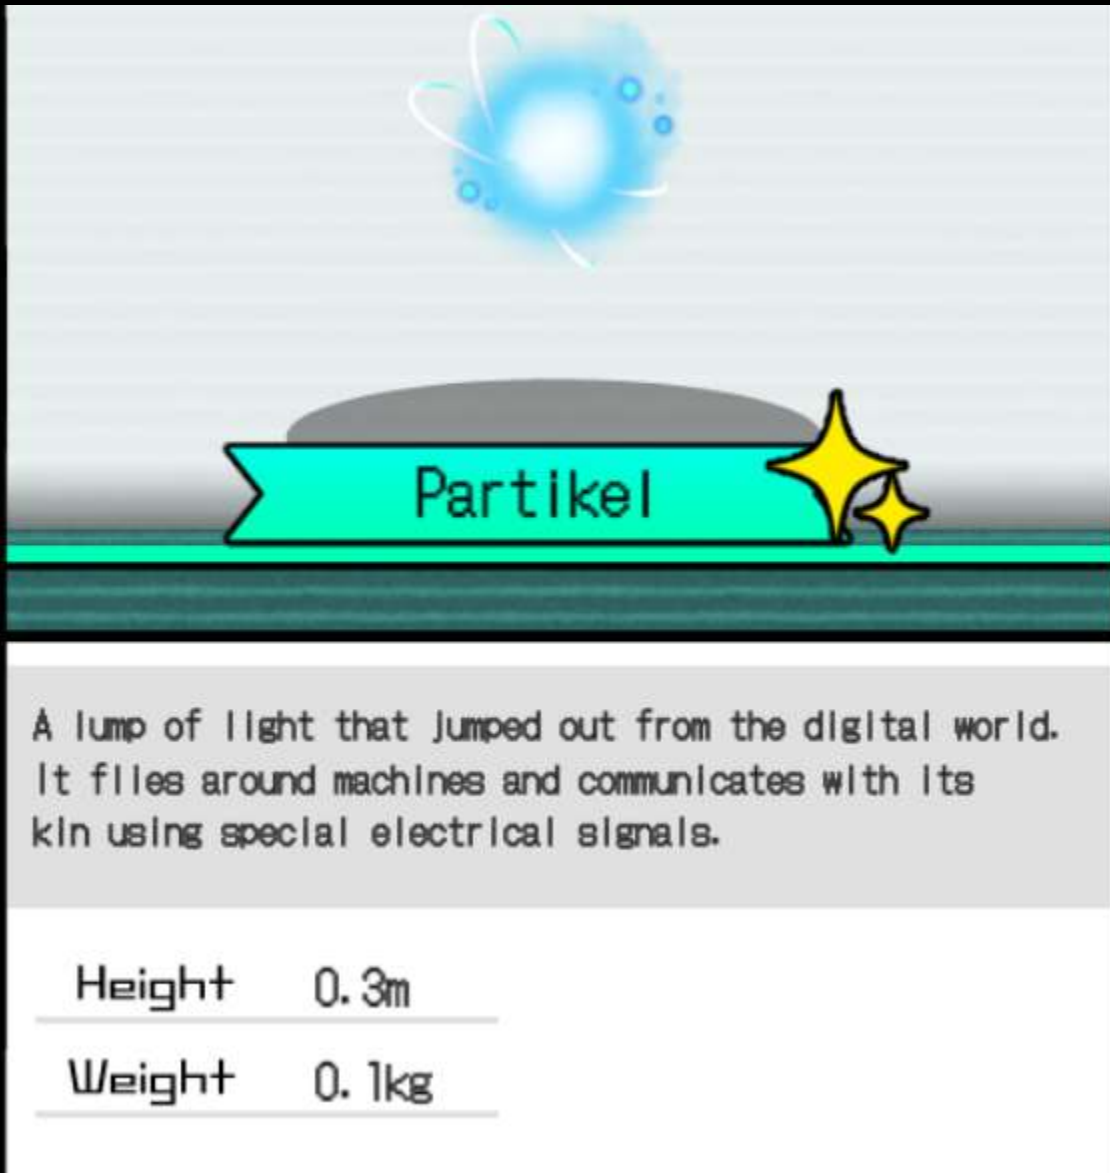 Partikel
A lump of light that jumped out from the digital world.
It flies around machines and communicates with its
kin using special electrical signals.
Height 0.3m
Weight 0.1kg